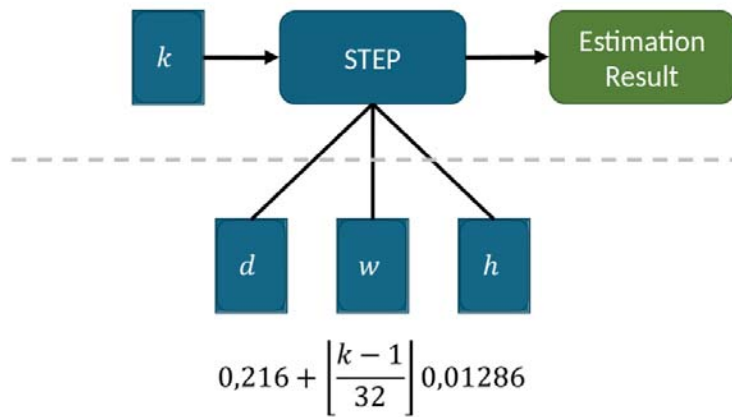 k
STEP
Estimation
Result
d
w
h
0,216 + ⌊(k − 1)/32⌋ 0,01286